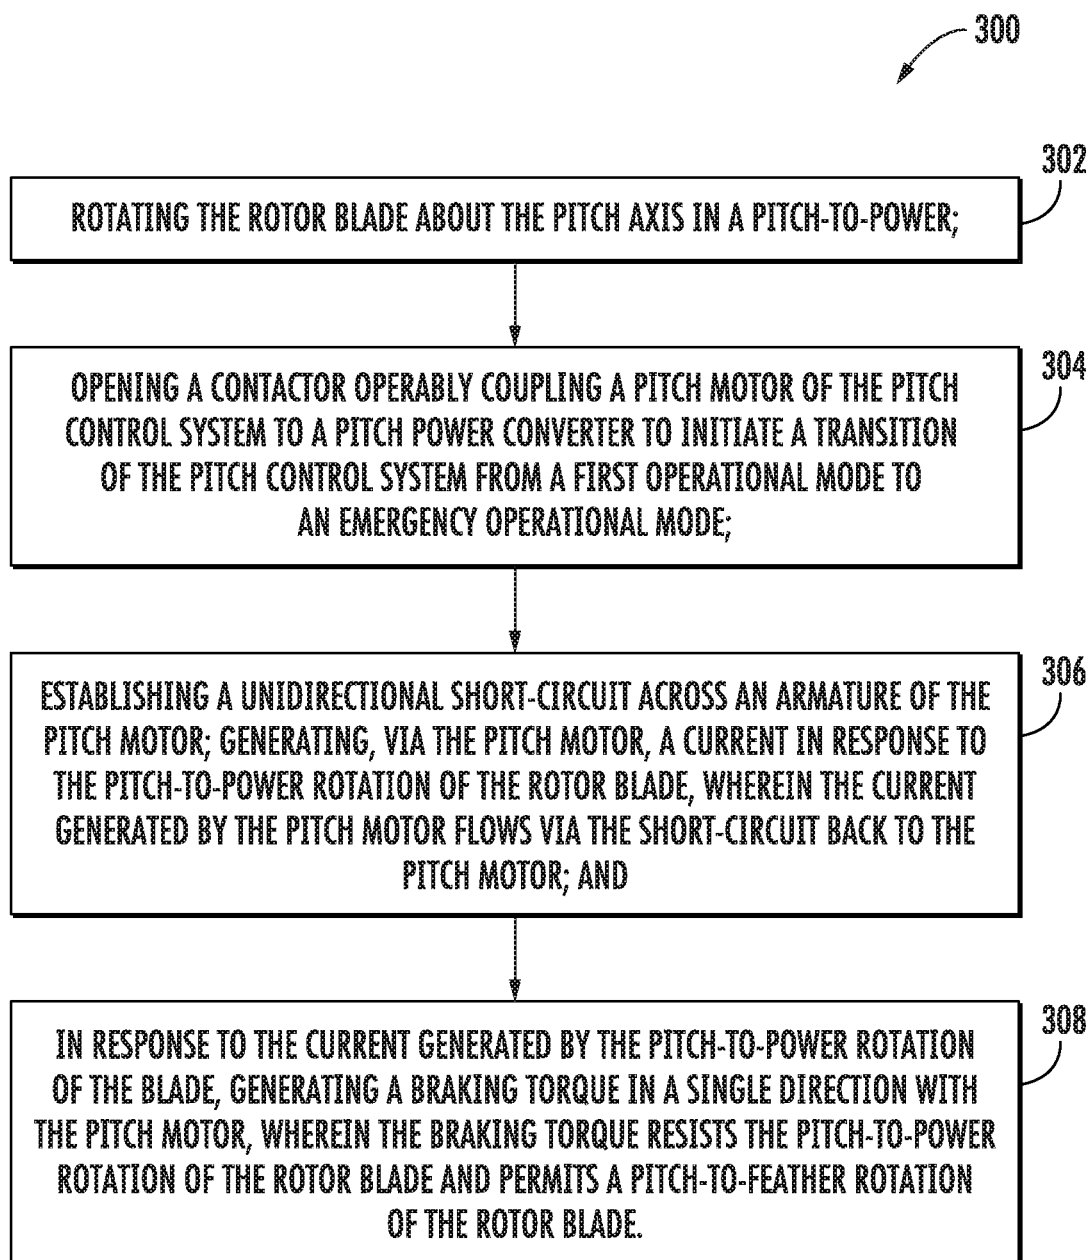 300
302
ROTATING THE ROTOR BLADE ABOUT THE PITCH AXIS IN A PITCH-TO-POWER;
304
OPENING A CONTACTOR OPERABLY COUPLING A PITCH MOTOR OF THE PITCH
CONTROL SYSTEM TO A PITCH POWER CONVERTER TO INITIATE A TRANSITION
OF THE PITCH CONTROL SYSTEM FROM A FIRST OPERATIONAL MODE TO
AN EMERGENCY OPERATIONAL MODE;
306
ESTABLISHING A UNIDIRECTIONAL SHORT-CIRCUIT ACROSS AN ARMATURE OF THE
PITCH MOTOR; GENERATING, VIA THE PITCH MOTOR, A CURRENT IN RESPONSE TO
THE PITCH-TO-POWER ROTATION OF THE ROTOR BLADE, WHEREIN THE CURRENT
GENERATED BY THE PITCH MOTOR FLOWS VIA THE SHORT-CIRCUIT BACK TO THE
PITCH MOTOR; AND
308
IN RESPONSE TO THE CURRENT GENERATED BY THE PITCH-TO-POWER ROTATION
OF THE BLADE, GENERATING A BRAKING TORQUE IN A SINGLE DIRECTION WITH
THE PITCH MOTOR, WHEREIN THE BRAKING TORQUE RESISTS THE PITCH-TO-POWER
ROTATION OF THE ROTOR BLADE AND PERMITS A PITCH-TO-FEATHER ROTATION
OF THE ROTOR BLADE.